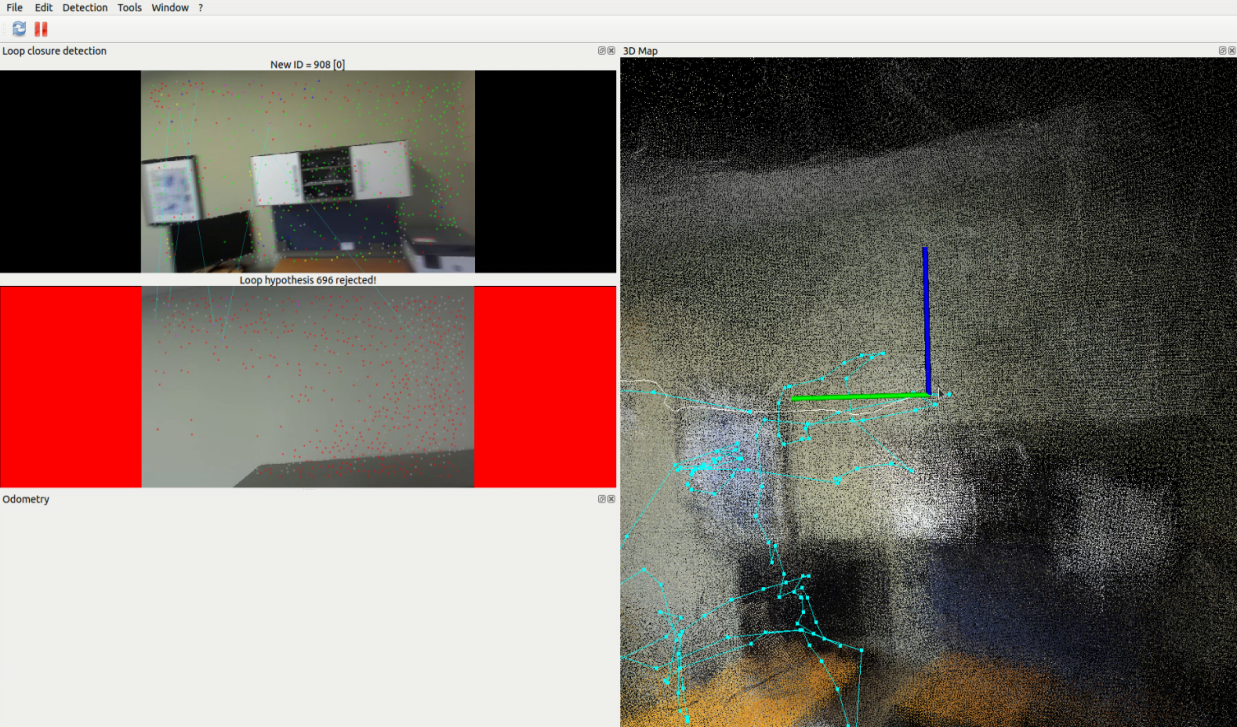 File Edit Detection Tools Window ?
Loop closure detection
New ID = 908 [0]
Loop hypothesis 696 rejected!
Odometry
3D Map